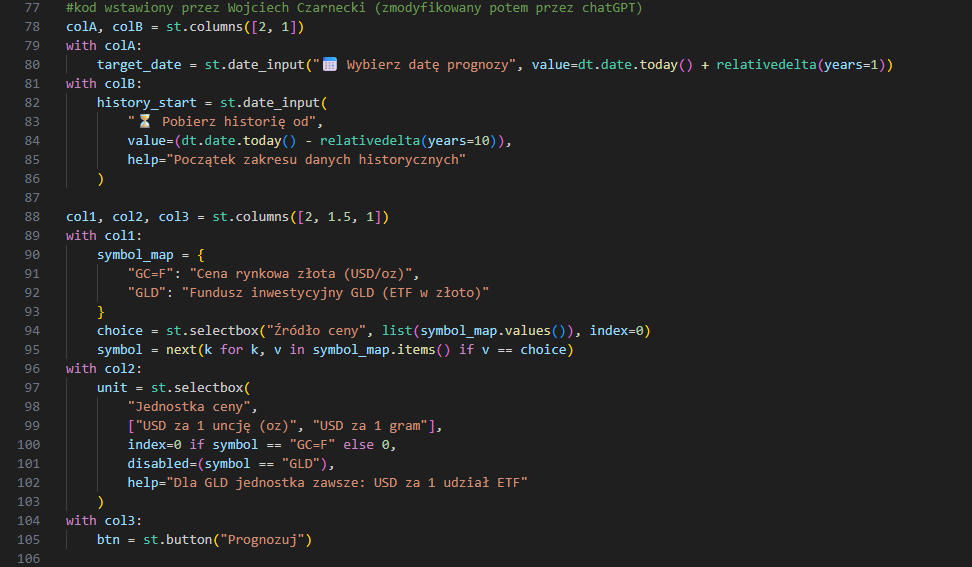 77 #kod wstawiony przez Wojciech Czarnecki (zmodyfikowany potem przez chatGPT)
78 colA, colB = st.columns([2, 1])
79 with colA:
80     target_date = st.date_input("📅 Wybierz datę prognozy", value=dt.date.today() + relativedelta(years=1))
81 with colB:
82     history_start = st.date_input(
83         "⏳ Pobierz historię od",
84         value=(dt.date.today() - relativedelta(years=10)),
85         help="Początek zakresu danych historycznych"
86     )
87
88 col1, col2, col3 = st.columns([2, 1.5, 1])
89 with col1:
90     symbol_map = {
91         "GC=F": "Cena rynkowa złota (USD/oz)",
92         "GLD": "Fundusz inwestycyjny GLD (ETF w złoto)"
93     }
94     choice = st.selectbox("Źródło ceny", list(symbol_map.values()), index=0)
95     symbol = next(k for k, v in symbol_map.items() if v == choice)
96 with col2:
97     unit = st.selectbox(
98         "Jednostka ceny",
99         ["USD za 1 uncję (oz)", "USD za 1 gram"],
100         index=0 if symbol == "GC=F" else 0,
101         disabled=(symbol == "GLD"),
102         help="Dla GLD jednostka zawsze: USD za 1 udział ETF"
103     )
104 with col3:
105     btn = st.button("Prognozuj")
106